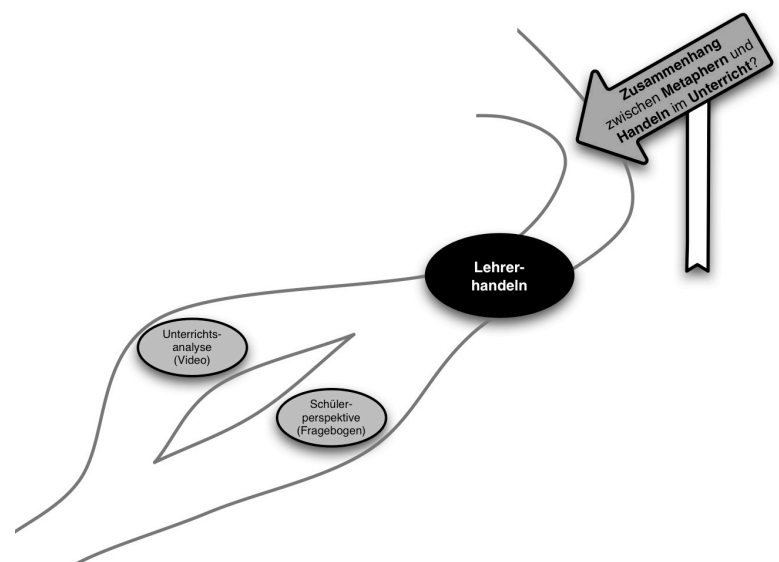 Zusammenhang
zwischen Metaphern und
Handeln im Unterricht?
Lehrer-
handeln
Unterrichts-
analyse
(Video)
Schüler-
perspektive
(Fragebogen)